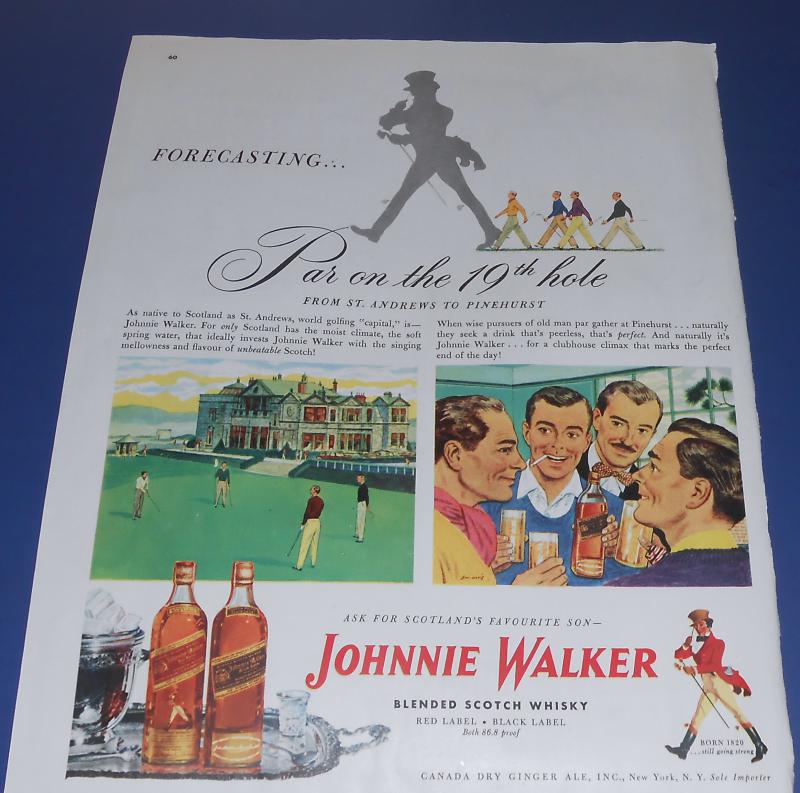 60
FORECASTING...
Par on the 19th hole
FROM ST. ANDREWS TO PINEHURST
As native to Scotland as St. Andrews, world golfing "capital," is—
Johnnie Walker. For only Scotland has the moist climate, the soft
spring water, that ideally invests Johnnie Walker with the singing
mellowness and flavour of unbeatable Scotch!
When wise pursuers of old man par gather at Pinehurst . . . naturally
they seek a drink that's peerless, that's perfect. And naturally it's
Johnnie Walker . . . for a clubhouse climax that marks the perfect
end of the day!
ASK FOR SCOTLAND'S FAVOURITE SON—
JOHNNIE WALKER
BLENDED SCOTCH WHISKY
RED LABEL • BLACK LABEL
Both 86.8 proof
BORN 1820
...still going strong
CANADA DRY GINGER ALE, INC., New York, N. Y. Sole Importer